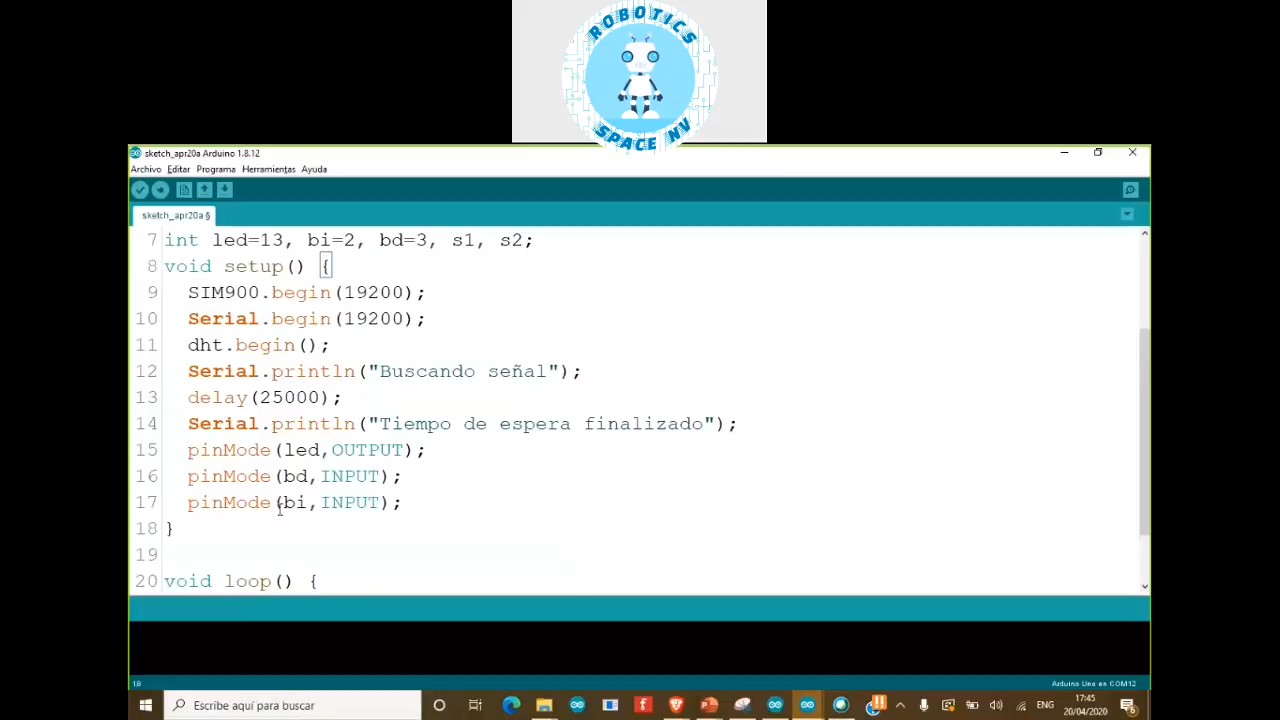 ROBOTICS
SPACE NV
sketch_apr20a Arduino 1.8.12
Archivo Editar Programa Herramientas Ayuda
sketch_apr20a §
7 int led=13, bi=2, bd=3, s1, s2;
8 void setup() {
9 SIM900.begin(19200);
10 Serial.begin(19200);
11 dht.begin();
12 Serial.println("Buscando señal");
13 delay(25000);
14 Serial.println("Tiempo de espera finalizado");
15 pinMode(led,OUTPUT);
16 pinMode(bd,INPUT);
17 pinMode(bi,INPUT);
18 }
19
20 void loop() {
18
Arduino Uno en COM12
Escribe aquí para buscar
ENG
17:45
20/04/2020
6